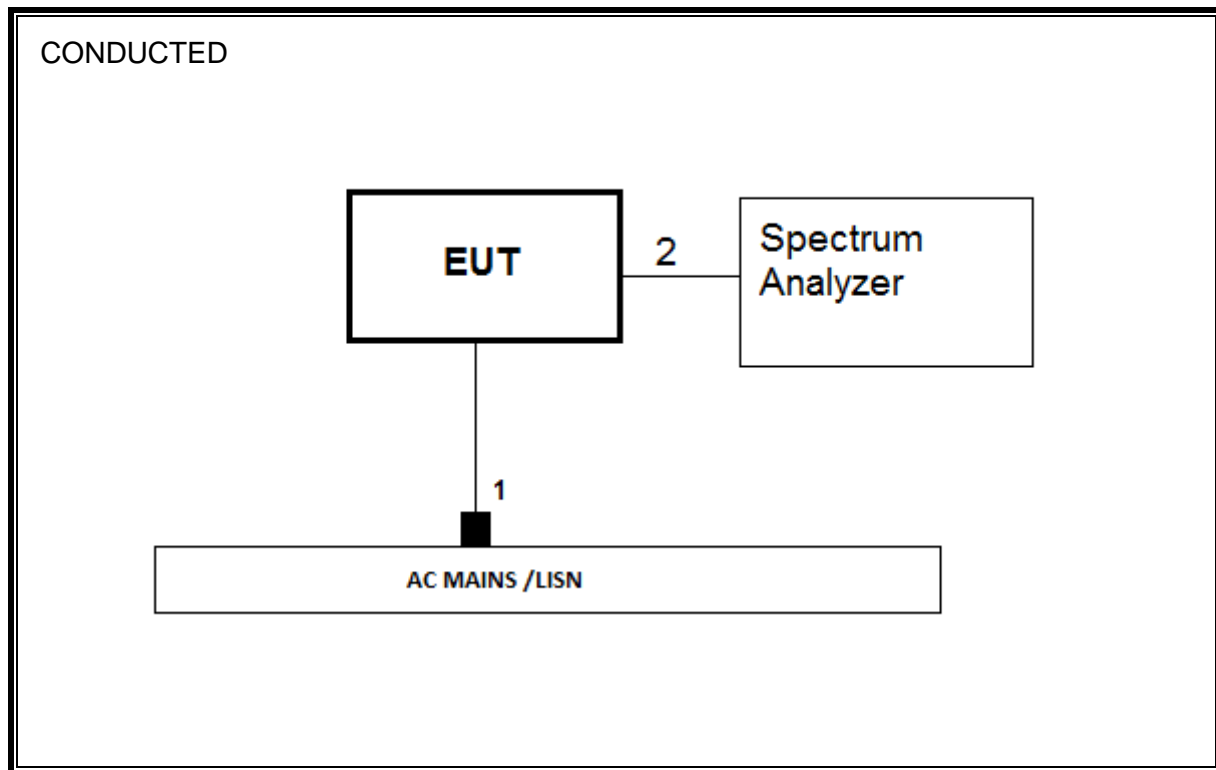 CONDUCTED
EUT
2
Spectrum
Analyzer
1
AC MAINS /LISN